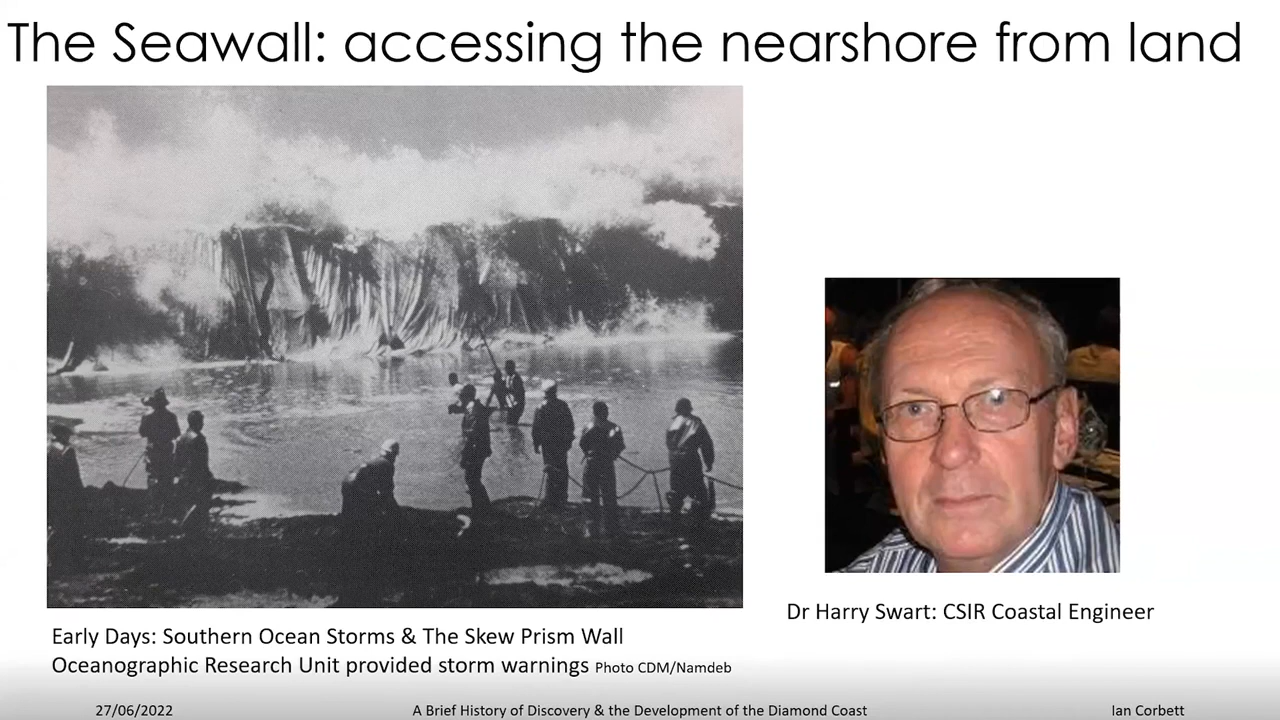 The Seawall: accessing the nearshore from land
Dr Harry Swart: CSIR Coastal Engineer
Early Days: Southern Ocean Storms & The Skew Prism Wall
Oceanographic Research Unit provided storm warnings Photo CDM/Namdeb
27/06/2022 A Brief History of Discovery & the Development of the Diamond Coast Ian Corbett